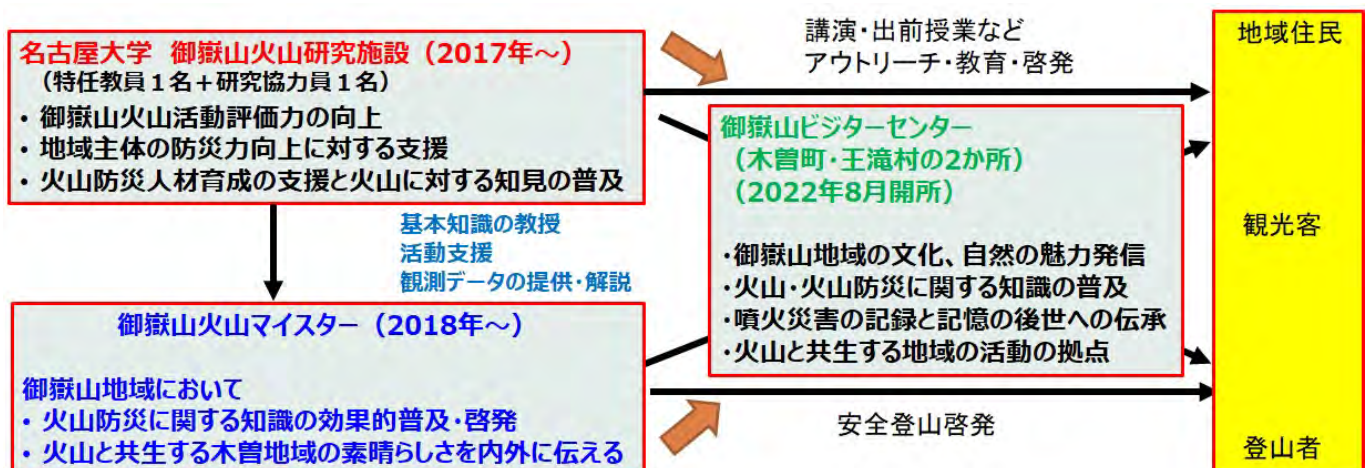 名古屋大学 御嶽山火山研究施設（2017年～）
（特任教員１名＋研究協力員１名）
• 御嶽山火山活動評価力の向上
• 地域主体の防災力向上に対する支援
• 火山防災人材育成の支援と火山に対する知見の普及
基本知識の教授
活動支援
観測データの提供・解説
御嶽山火山マイスター（2018年～）
御嶽山地域において
• 火山防災に関する知識の効果的普及・啓発
• 火山と共生する木曽地域の素晴らしさを内外に伝える
講演・出前授業など
アウトリーチ・教育・啓発
御嶽山ビジターセンター
（木曽町・王滝村の2か所）
（2022年8月開所）
・御嶽山地域の文化、自然の魅力発信
・火山・火山防災に関する知識の普及
・噴火災害の記録と記憶の後世への伝承
・火山と共生する地域の活動の拠点
安全登山啓発
地域住民
観光客
登山者